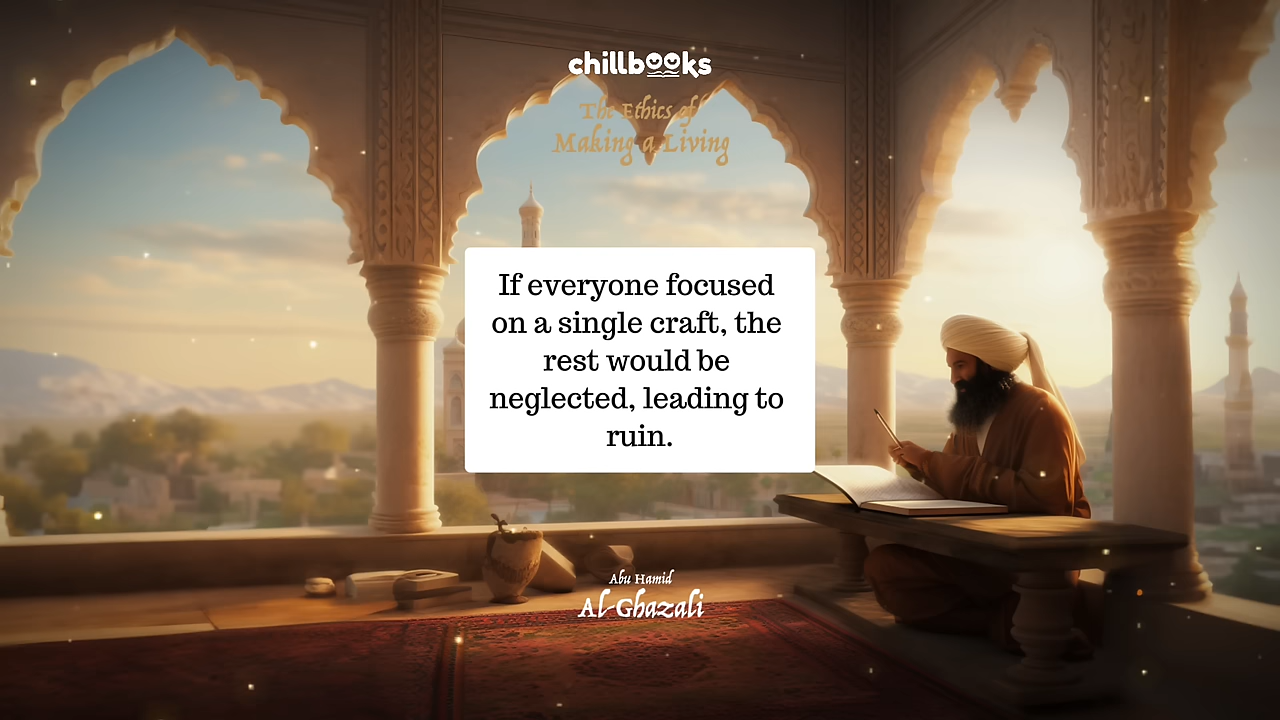 chillbooks
The Ethics of
Making a Living
If everyone focused
on a single craft, the
rest would be
neglected, leading to
ruin.
Abu Hamid
Al-Ghazali